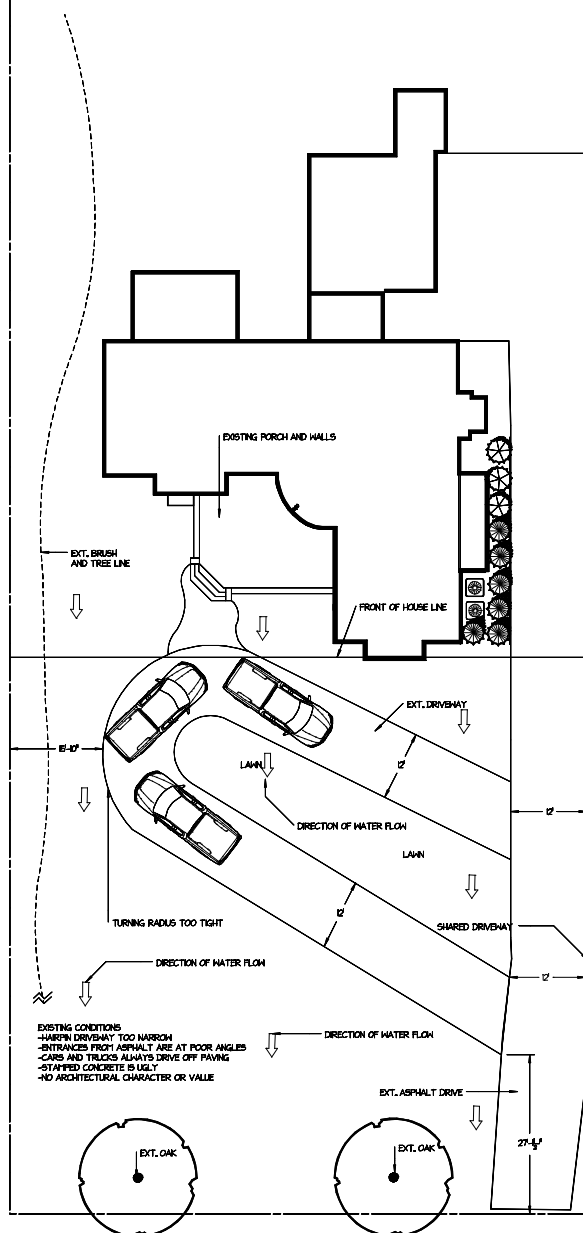 EXISTING PORCH AND WALLS
EXT. BRUSH
AND TREE LINE
FRONT OF HOUSE LINE
EXT. DRIVEWAY
12'
LAWN
12'
DIRECTION OF WATER FLOW
LAWN
12'
TURNING RADIUS TOO TIGHT
SHARED DRIVEWAY
DIRECTION OF WATER FLOW
12'
EXISTING CONDITIONS
-HAIRPIN DRIVEWAY TOO NARROW
-ENTRANCES FROM ASPHALT ARE AT POOR ANGLES
-CARS AND TRUCKS ALWAYS DRIVE OFF PAVING
-STAMPED CONCRETE IS UGLY
-NO ARCHITECTURAL CHARACTER OR VALUE
DIRECTION OF WATER FLOW
EXT. ASPHALT DRIVE
EXT. OAK
EXT. OAK